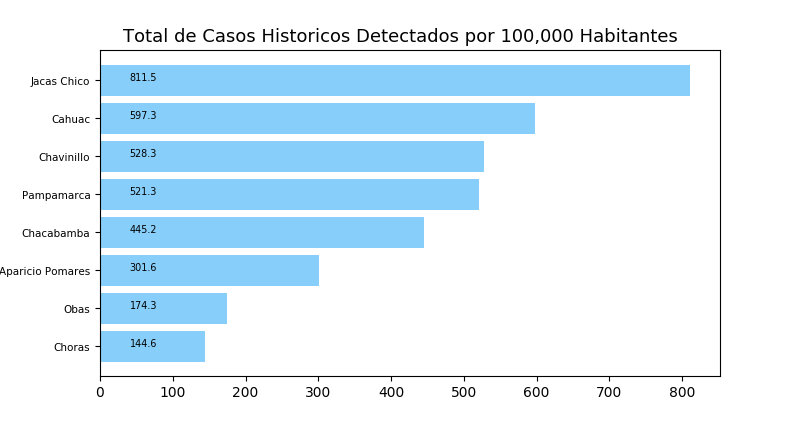 Total de Casos Historicos Detectados por 100,000 Habitantes
Jacas Chico 811.5
Cahuac 597.3
Chavinillo 528.3
Pampamarca 521.3
Chacabamba 445.2
Aparicio Pomares 301.6
Obas 174.3
Choras 144.6
0 100 200 300 400 500 600 700 800